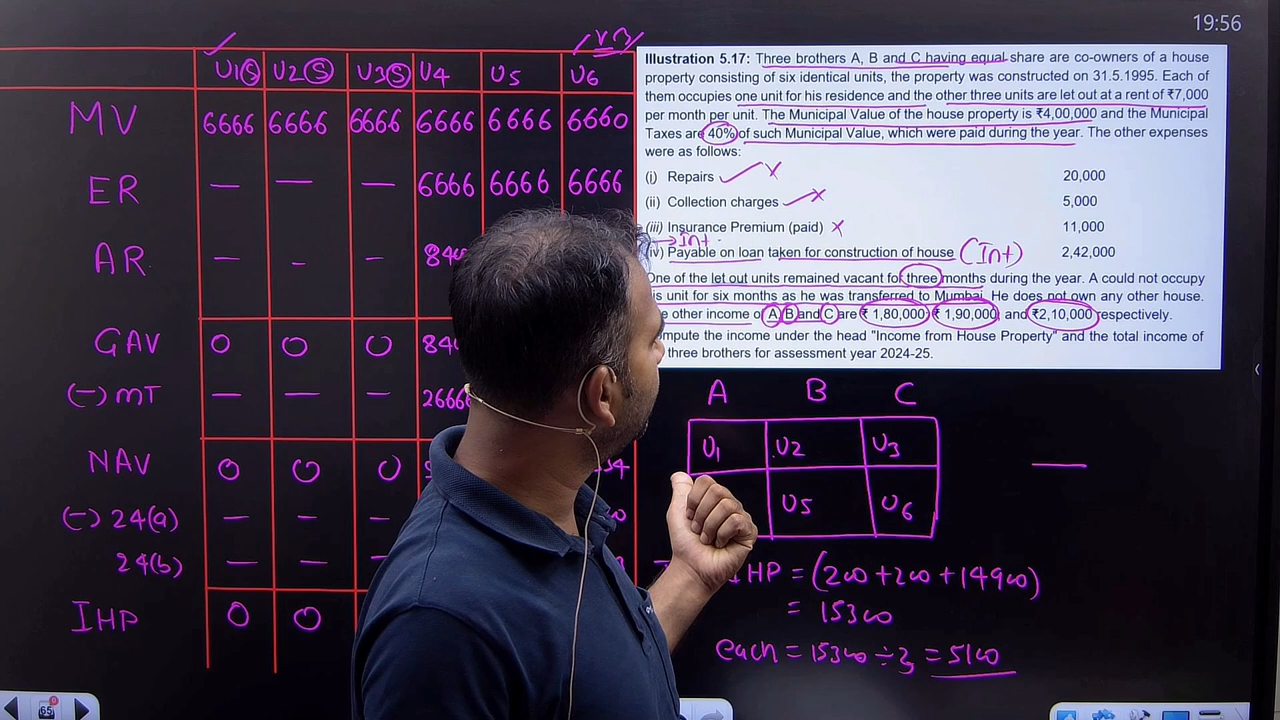 19:56
U1 (S) U2 (S) U3 (S) U4 U5 U6
MV 6666 6666 6666 6666 6666 6660
ER — — — 6666 6666 6666
AR - - - 840
GAV 0 0 0 840
(-) MT — — — 26666
NAV 0 0 0
(-) 24(a) — — —
24(b) — —
IHP 0 0
Illustration 5.17: Three brothers A, B and C having equal share are co-owners of a house
property consisting of six identical units, the property was constructed on 31.5.1995. Each of
them occupies one unit for his residence and the other three units are let out at a rent of ₹7,000
per month per unit. The Municipal Value of the house property is ₹4,00,000 and the Municipal
Taxes are 40% of such Municipal Value, which were paid during the year. The other expenses
were as follows:
(i) Repairs 20,000
(ii) Collection charges 5,000
(iii) Insurance Premium (paid) 11,000
→ Int
iv) Payable on loan taken for construction of house (Int) 2,42,000
One of the let out units remained vacant for three months during the year. A could not occupy
is unit for six months as he was transferred to Mumbai. He does not own any other house.
e other income o A, B and C are ₹ 1,80,000, ₹ 1,90,000, and ₹2,10,000 respectively.
mpute the income under the head "Income from House Property" and the total income of
three brothers for assessment year 2024-25.
A B C
U1 U2 U3
U5 U6
IHP = (200 + 200 + 14900)
= 15300
each = 15300 ÷ 3 = 5100
65